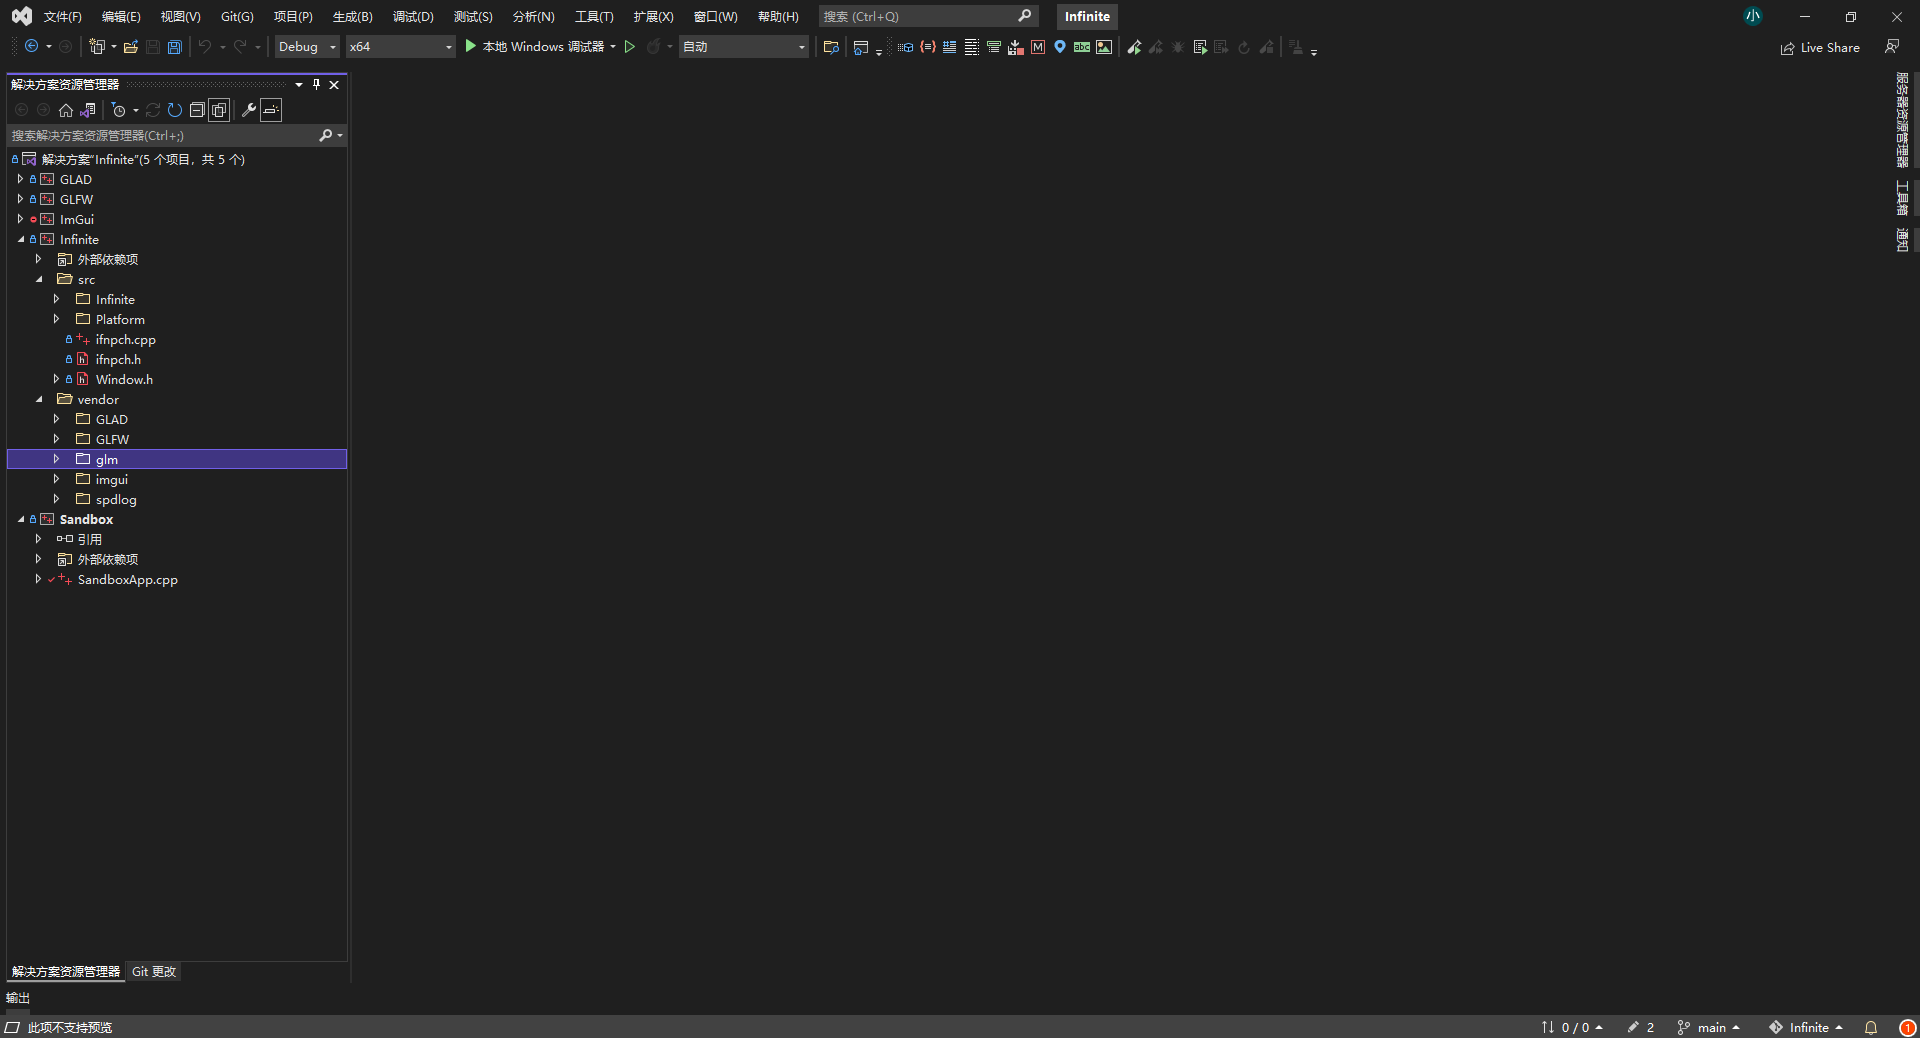 文件(F) 编辑(E) 视图(V) Git(G) 项目(P) 生成(B) 调试(D) 测试(S) 分析(N) 工具(T) 扩展(X) 窗口(W) 帮助(H) 搜索 (Ctrl+Q) Infinite 小
Debug x64 本地 Windows 调试器 自动 M abc Live Share
解决方案资源管理器
搜索解决方案资源管理器(Ctrl+;)
解决方案"Infinite"(5 个项目，共 5 个)
GLAD
GLFW
ImGui
Infinite
外部依赖项
src
Infinite
Platform
ifnpch.cpp
ifnpch.h
Window.h
vendor
GLAD
GLFW
glm
imgui
spdlog
Sandbox
引用
外部依赖项
SandboxApp.cpp
解决方案资源管理器 Git 更改
输出
此项不支持预览 0 / 0 2 main Infinite 1
服务器资源管理器
工具箱
通知